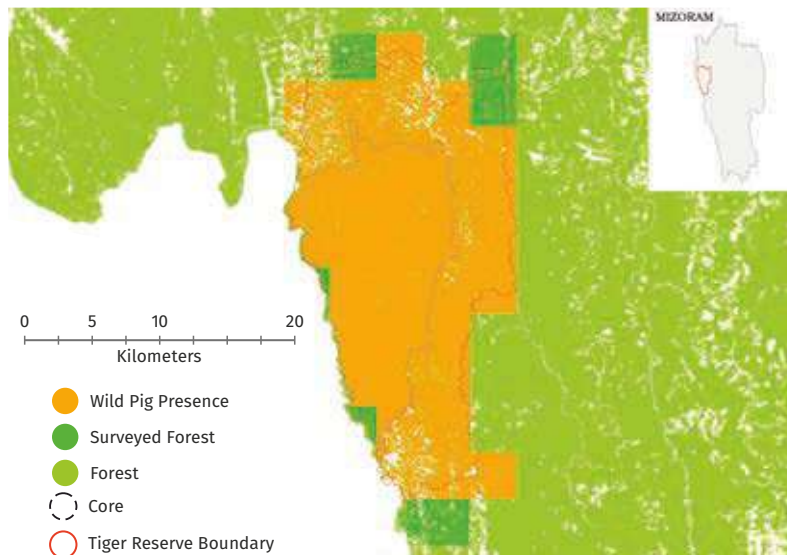 MIZORAM
0 5 10 20
Kilometers
Wild Pig Presence
Surveyed Forest
Forest
Core
Tiger Reserve Boundary